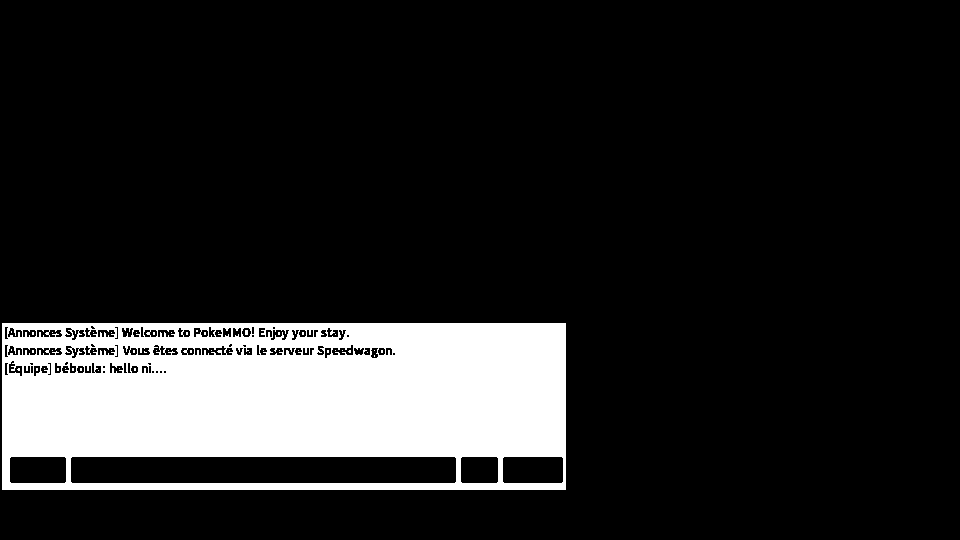 [Annonces Système] Welcome to PokeMMO! Enjoy your stay.
[Annonces Système] Vous êtes connecté via le serveur Speedwagon.
[Équipe] béboula: hello ni....